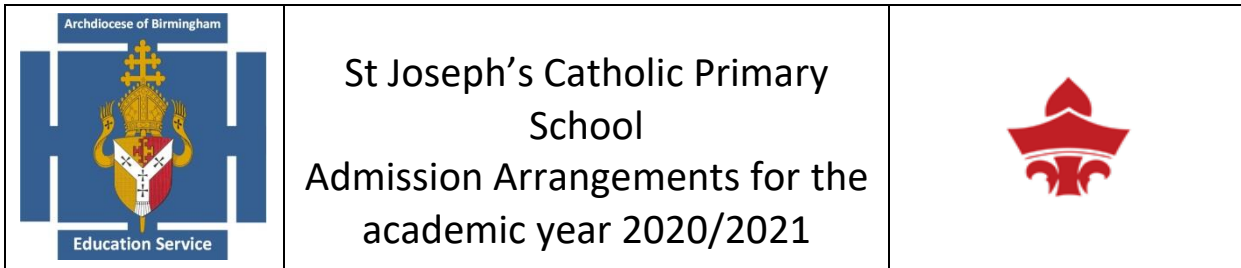 Archdiocese of Birmingham
Education Service
St Joseph’s Catholic Primary
School
Admission Arrangements for the
academic year 2020/2021